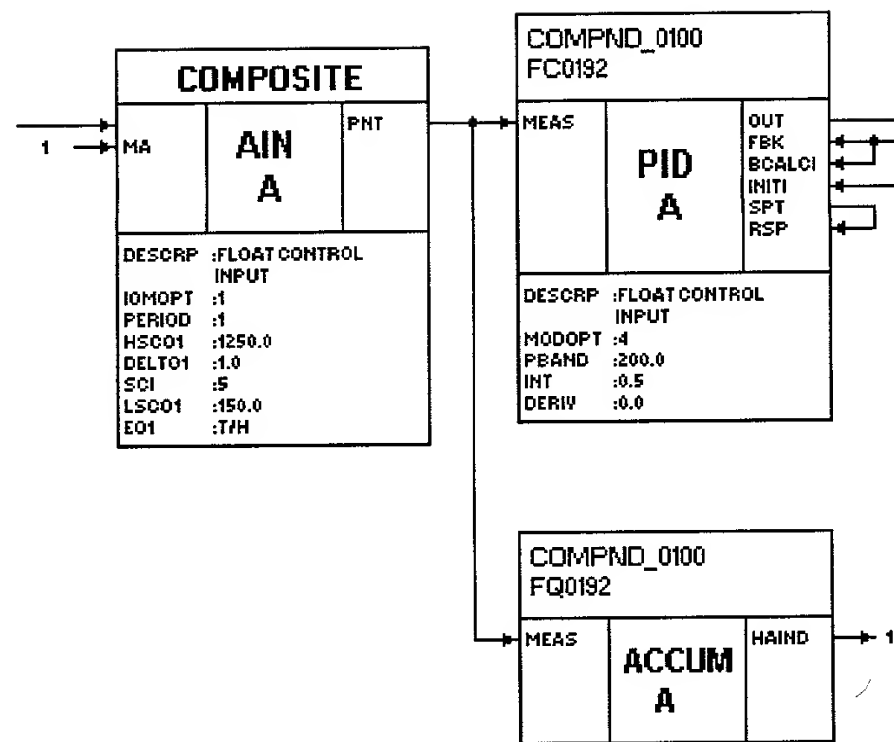 COMPOSITE
1
MA
AIN
A
PNT
DESCRP :FLOAT CONTROL
INPUT
IOMOPT :1
PERIOD :1
HSCO1 :1250.0
DELTO1 :1.0
SCI :5
LSCO1 :150.0
EO1 :T/H
COMPND_0100
FC0192
MEAS
PID
A
OUT
FBK
BCALCI
INITI
SPT
RSP
DESCRP :FLOAT CONTROL
INPUT
MODOPT :4
PBAND :200.0
INT :0.5
DERIV :0.0
COMPND_0100
FQ0192
MEAS
ACCUM
A
HAIND
1